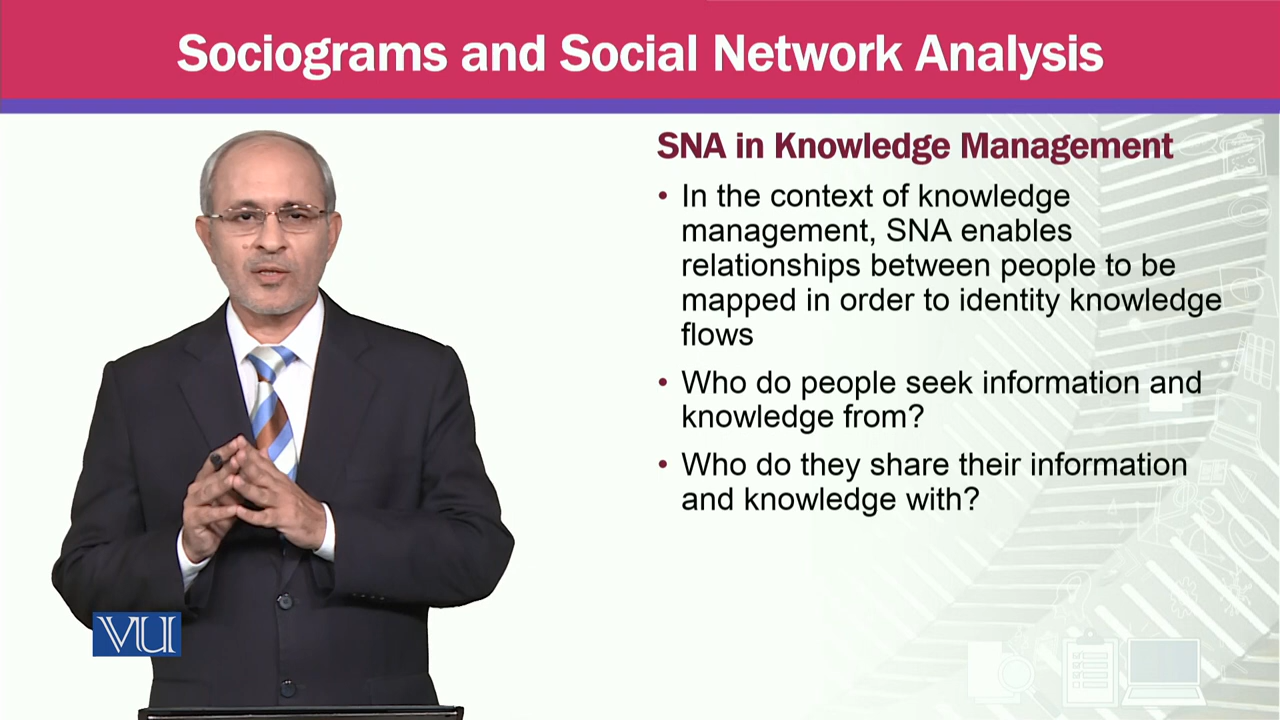 Sociograms and Social Network Analysis
SNA in Knowledge Management
• In the context of knowledge
management, SNA enables
relationships between people to be
mapped in order to identity knowledge
flows
• Who do people seek information and
knowledge from?
• Who do they share their information
and knowledge with?
VU